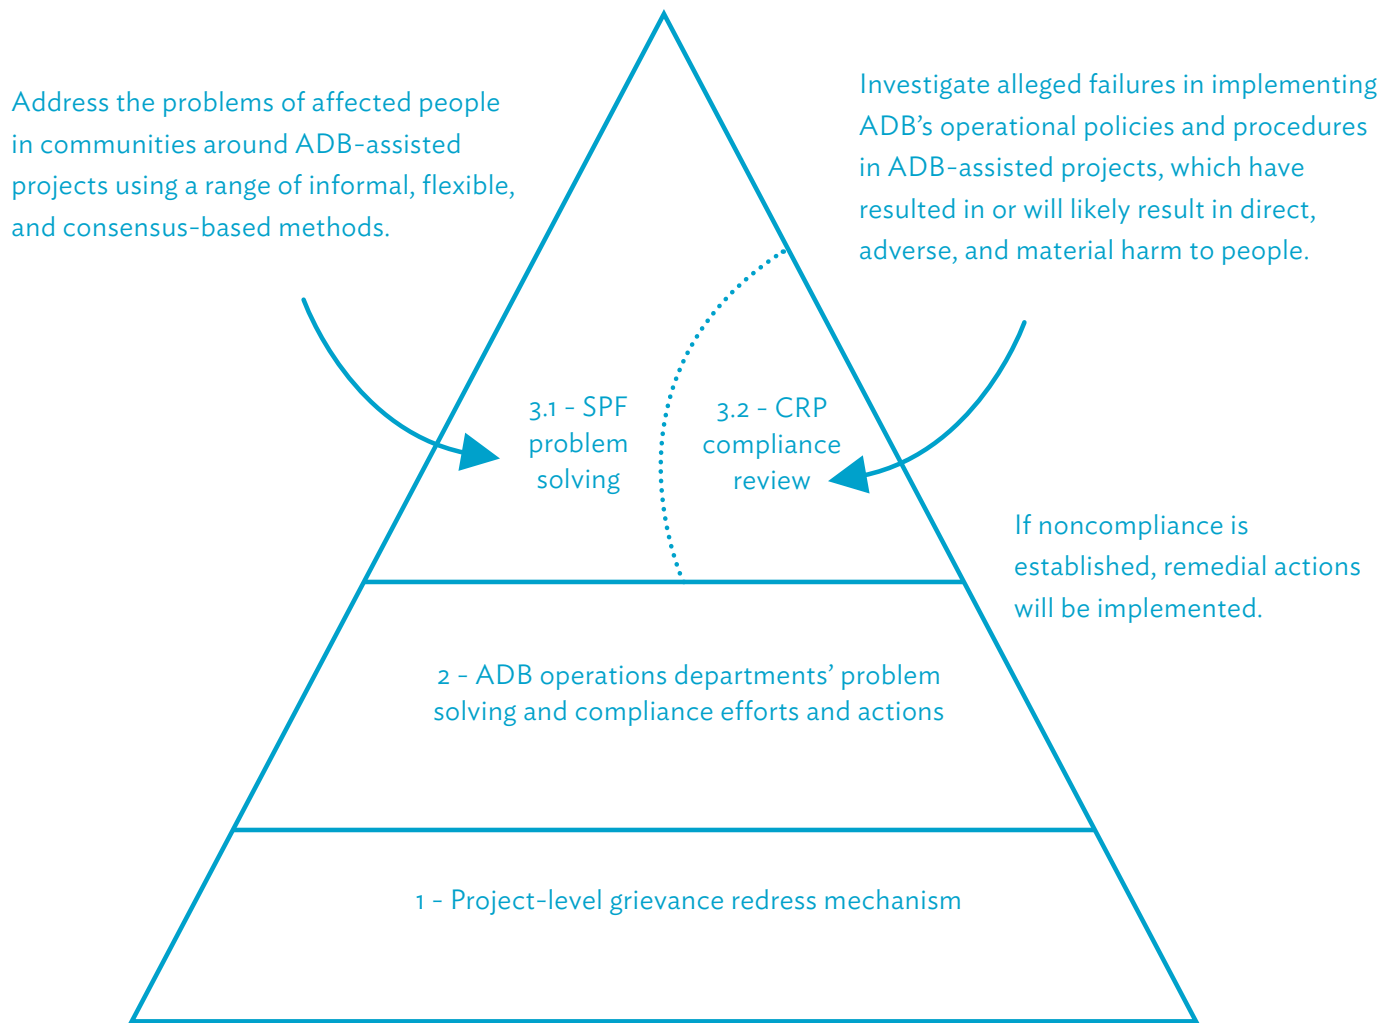 Address the problems of affected people
in communities around ADB-assisted
projects using a range of informal, flexible,
and consensus-based methods.
Investigate alleged failures in implementing
ADB’s operational policies and procedures
in ADB-assisted projects, which have
resulted in or will likely result in direct,
adverse, and material harm to people.
3.1 - SPF
problem
solving
3.2 - CRP
compliance
review
If noncompliance is
established, remedial actions
will be implemented.
2 - ADB operations departments’ problem
solving and compliance efforts and actions
1 - Project-level grievance redress mechanism